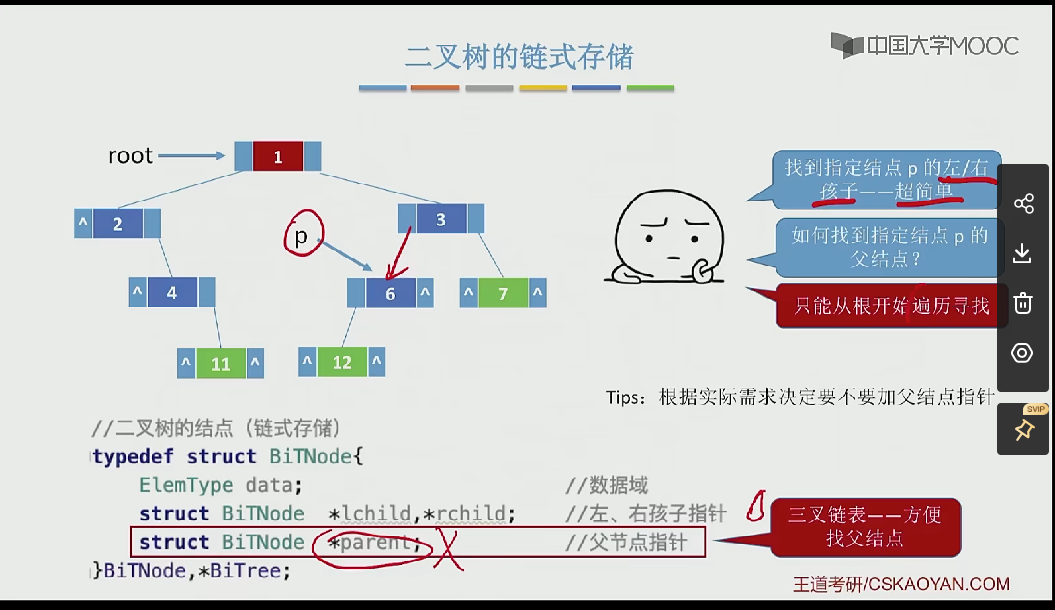 二叉树的链式存储
中国大学MOOC
root
1
找到指定结点 p 的左/右
孩子——超简单
^ 2
p
3
如何找到指定结点 p 的
父结点？
^ 4
6 ^
^ 7 ^
只能从根开始遍历寻找
^ 11 ^
^ 12 ^
Tips：根据实际需求决定要不要加父结点指针
SVIP
//二叉树的结点（链式存储）
typedef struct BiTNode{
ElemType data; //数据域
struct BiTNode *lchild,*rchild; //左、右孩子指针
struct BiTNode *parent; //父节点指针
}BiTNode,*BiTree;
三叉链表——方便
找父结点
王道考研/CSKAOYAN.COM